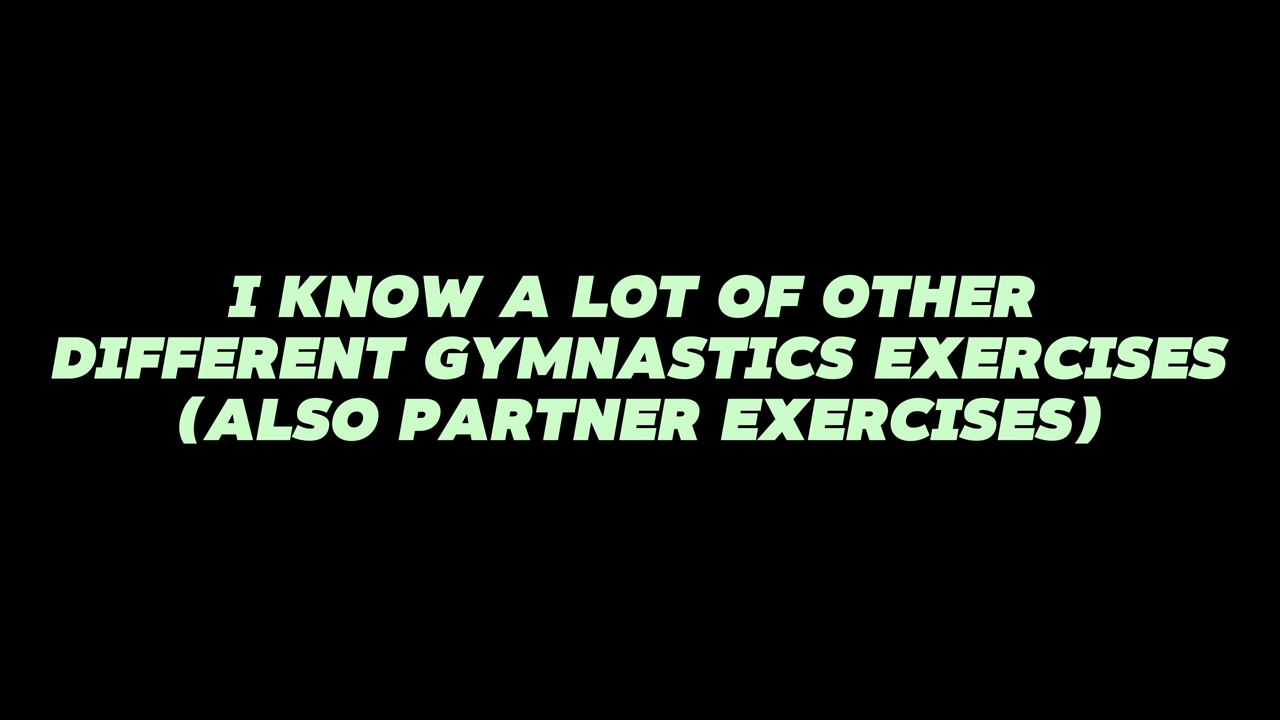 I KNOW A LOT OF OTHER
DIFFERENT GYMNASTICS EXERCISES
(ALSO PARTNER EXERCISES)